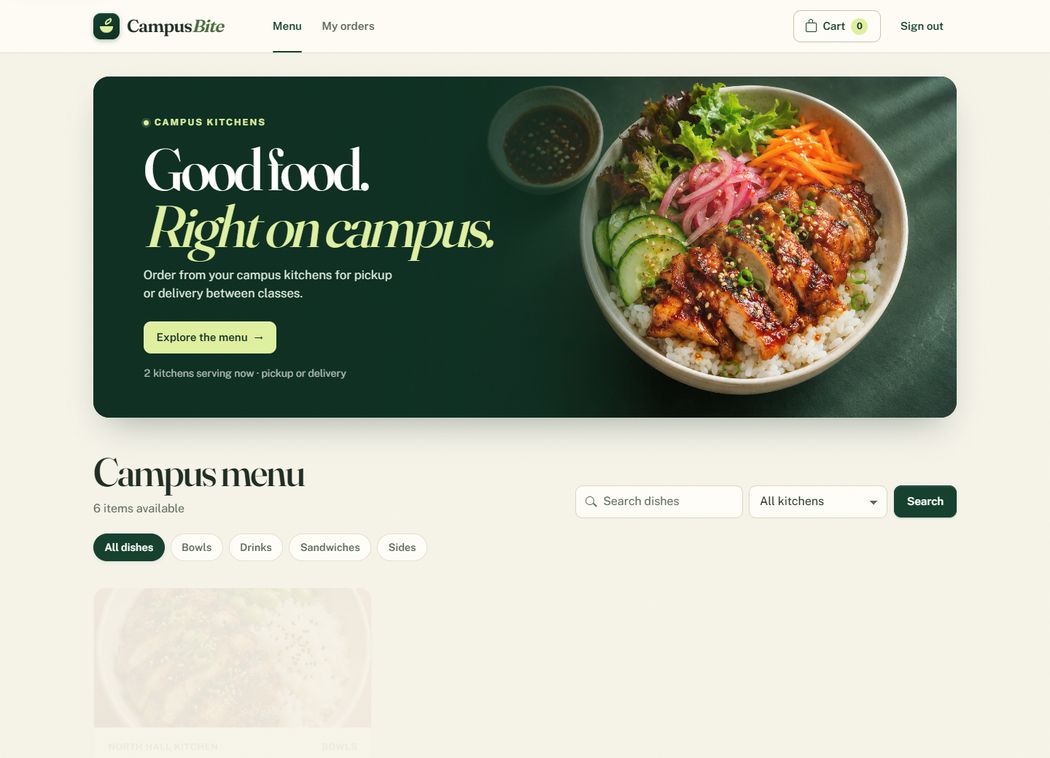 CampusBite
Menu
My orders
Cart 0
Sign out
CAMPUS KITCHENS
Good food.
Right on campus.
Order from your campus kitchens for pickup
or delivery between classes.
Explore the menu →
2 kitchens serving now · pickup or delivery
Campus menu
6 items available
Search dishes
All kitchens
Search
All dishes
Bowls
Drinks
Sandwiches
Sides
NORTH HALL KITCHEN
BOWLS